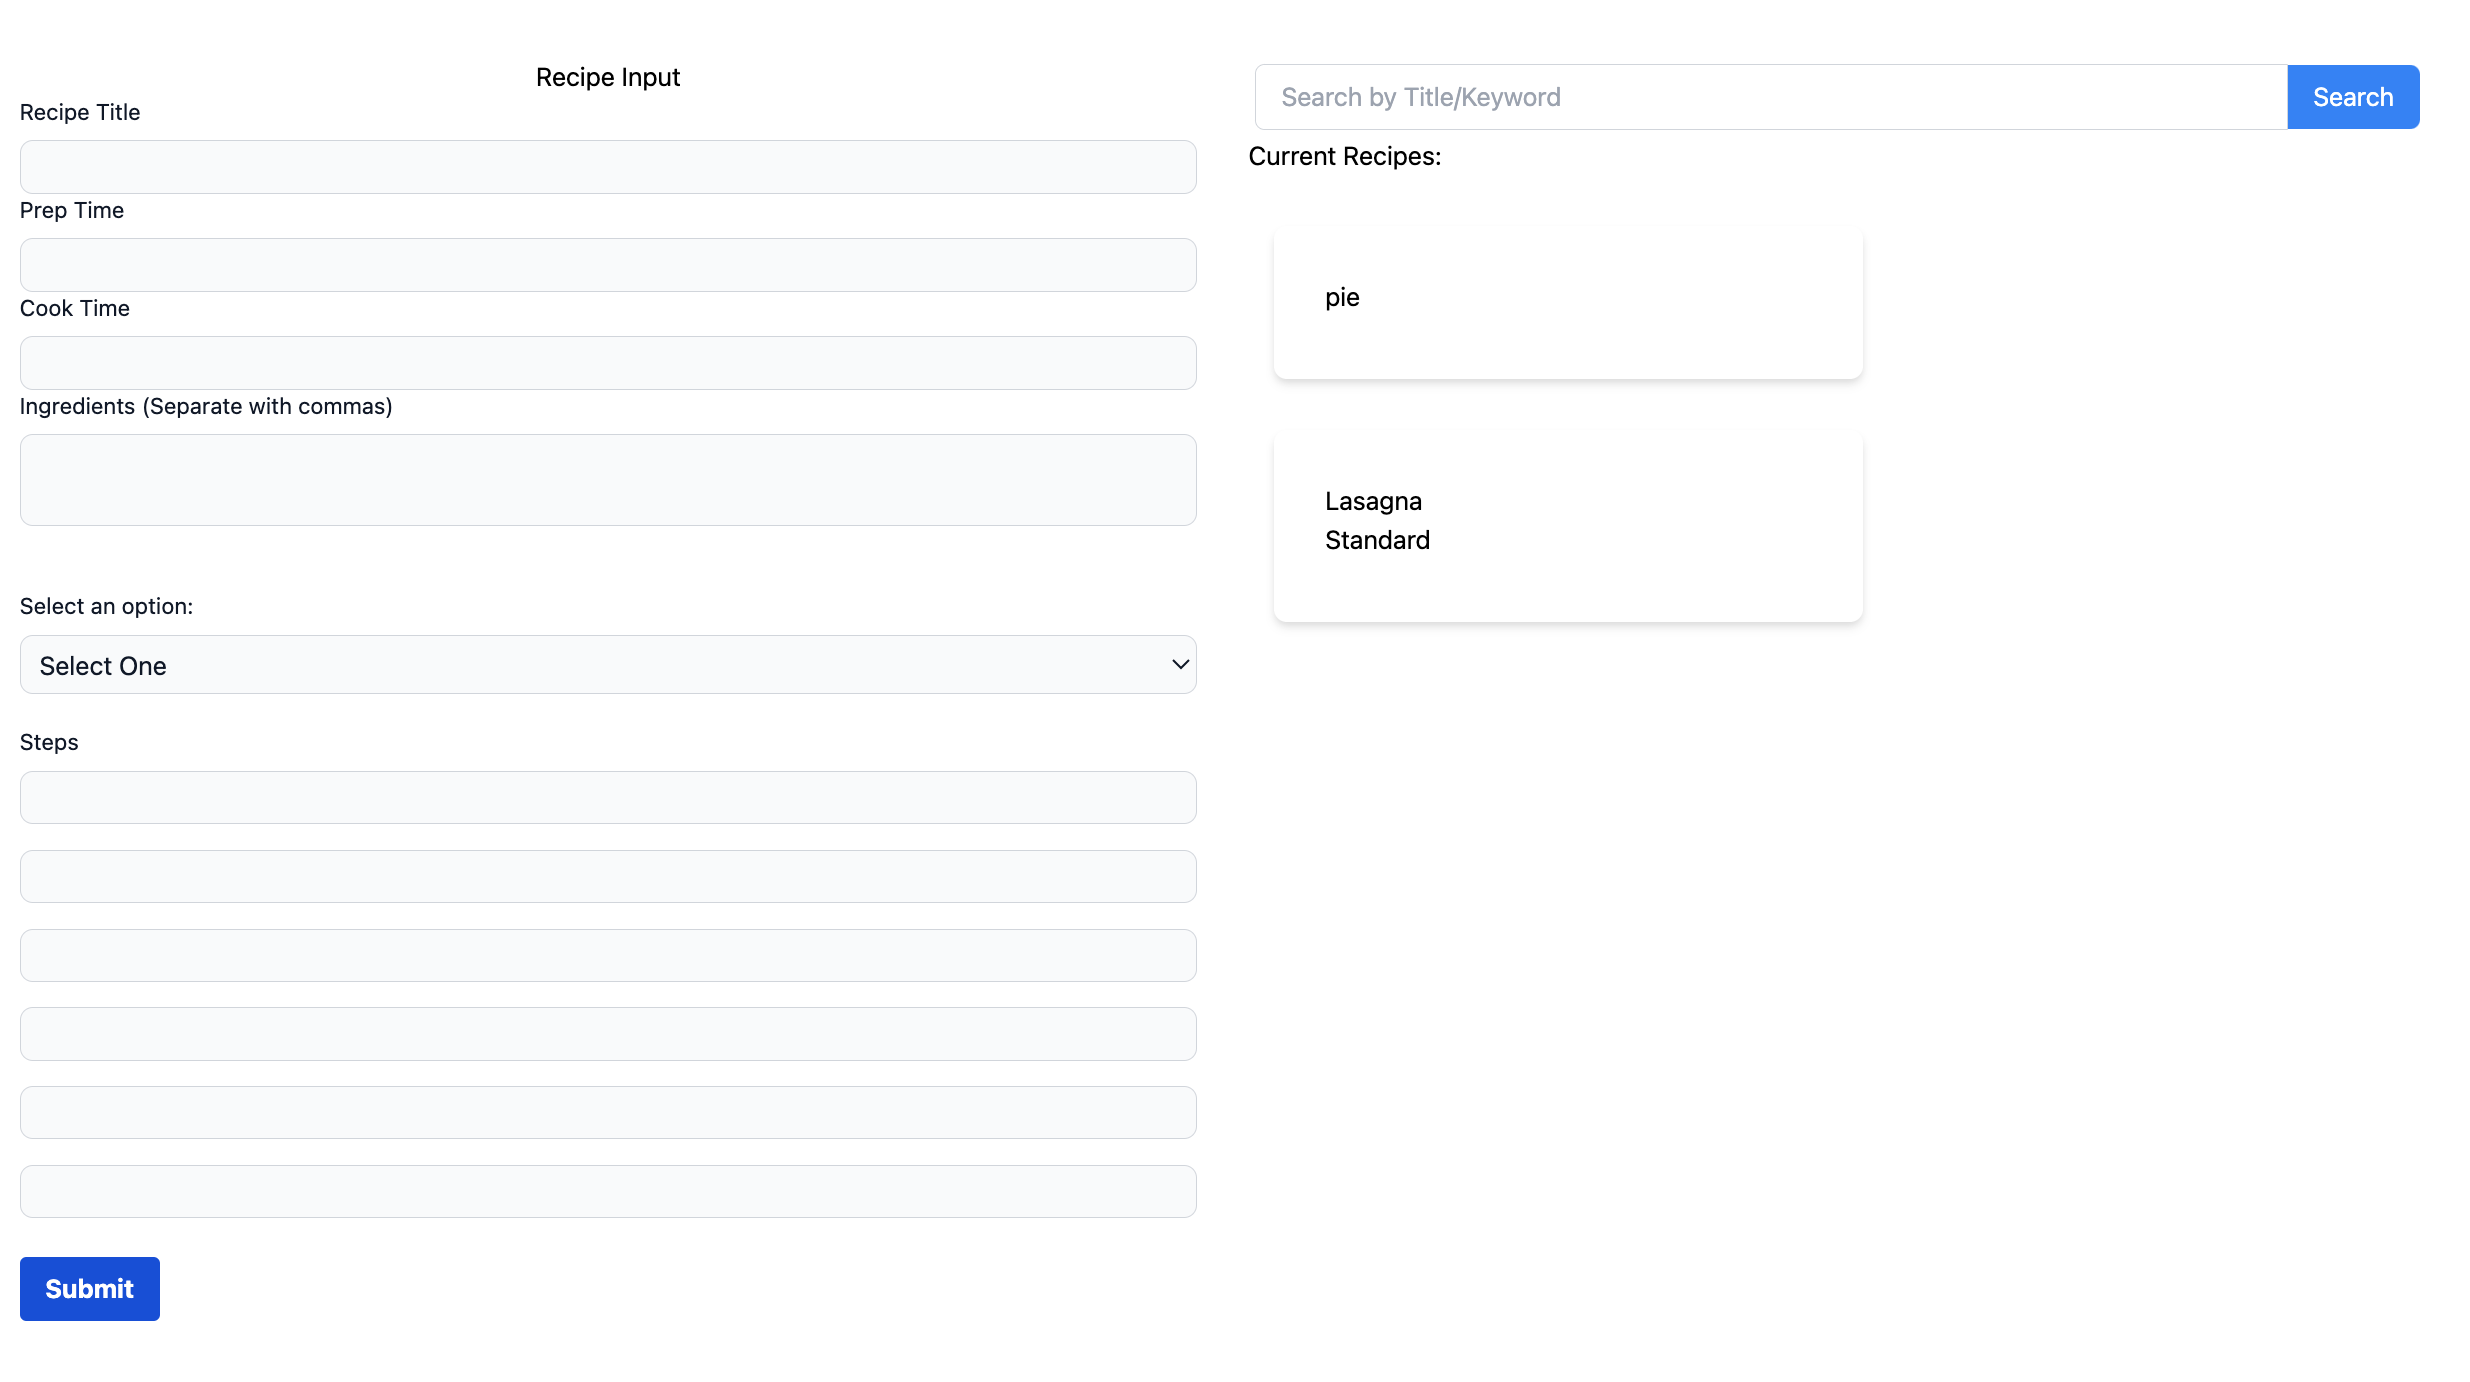 Recipe Input
Recipe Title
Prep Time
Cook Time
Ingredients (Separate with commas)
Select an option:
Select One
Steps
Submit
Search by Title/Keyword
Search
Current Recipes:
pie
Lasagna
Standard